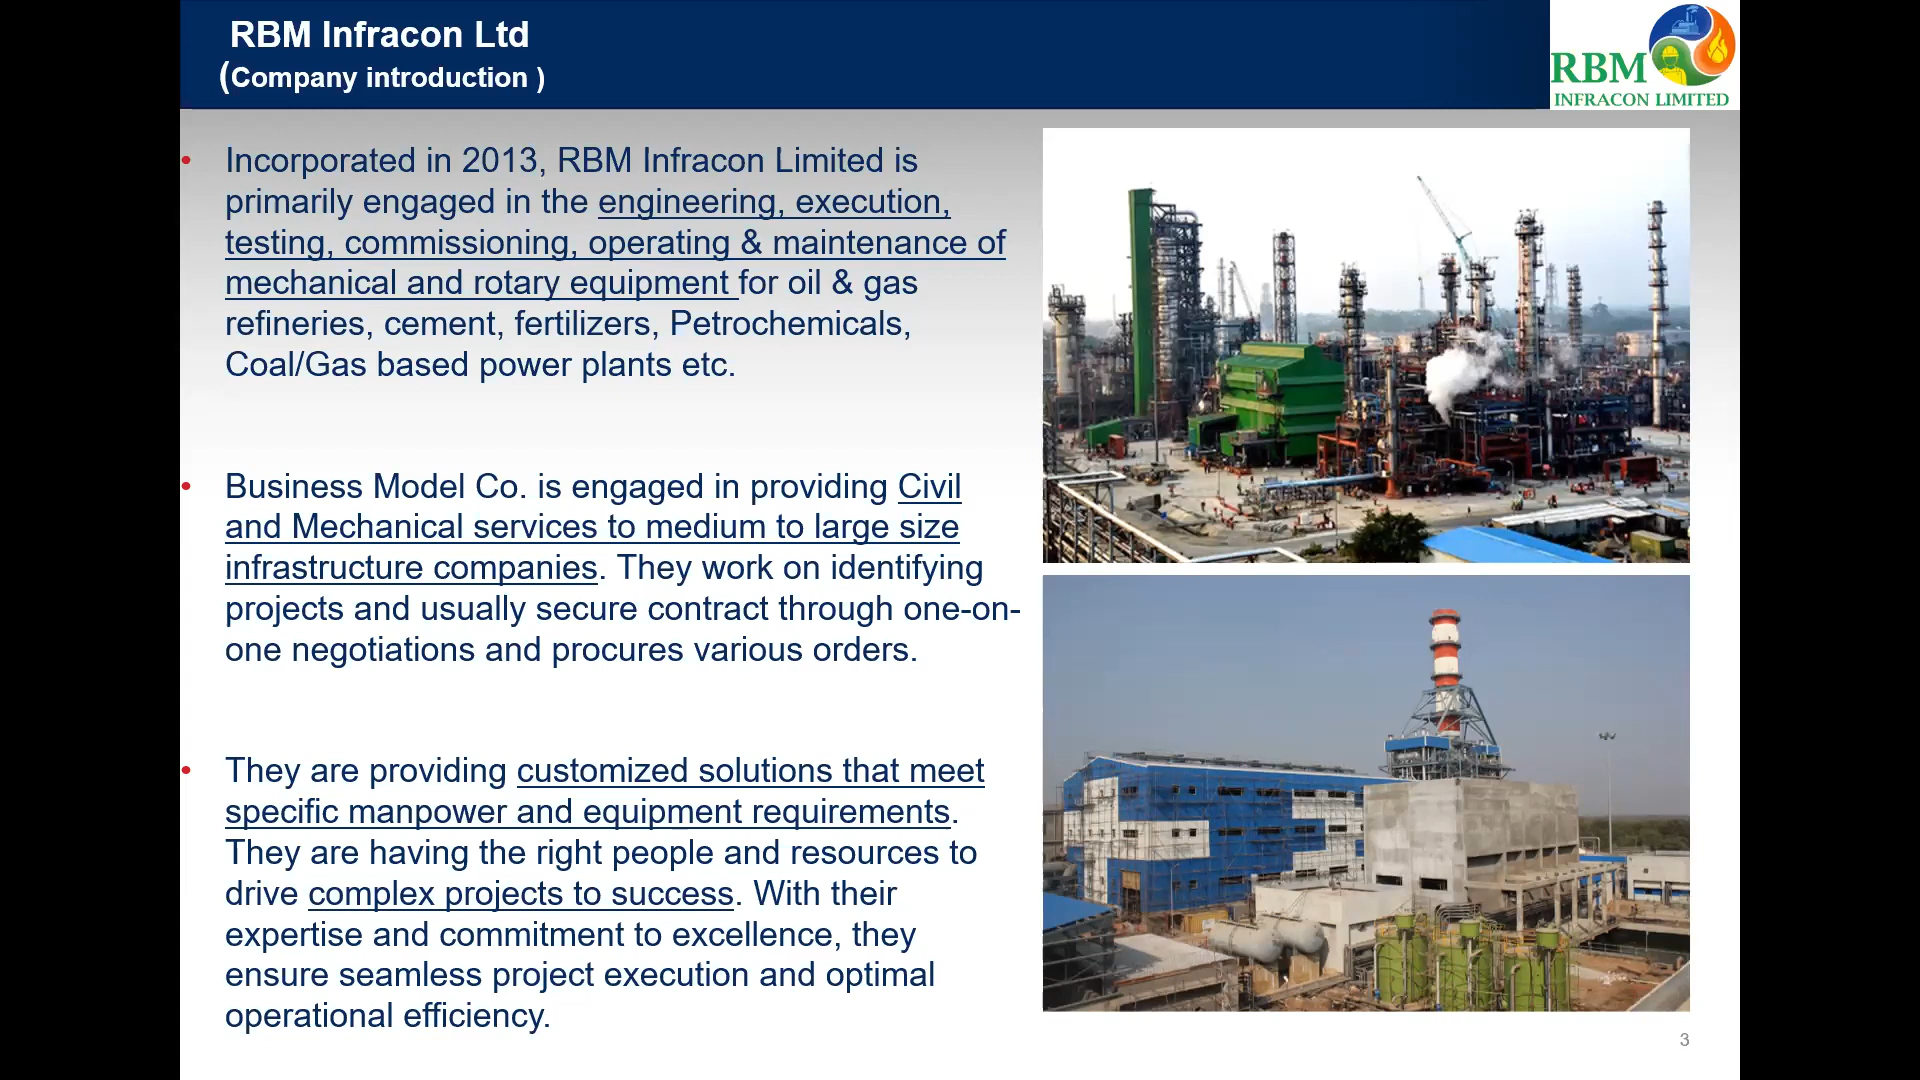 RBM Infracon Ltd
(Company introduction )
RBM
INFRACON LIMITED
• Incorporated in 2013, RBM Infracon Limited is
primarily engaged in the engineering, execution,
testing, commissioning, operating & maintenance of
mechanical and rotary equipment for oil & gas
refineries, cement, fertilizers, Petrochemicals,
Coal/Gas based power plants etc.
• Business Model Co. is engaged in providing Civil
and Mechanical services to medium to large size
infrastructure companies. They work on identifying
projects and usually secure contract through one-on-
one negotiations and procures various orders.
• They are providing customized solutions that meet
specific manpower and equipment requirements.
They are having the right people and resources to
drive complex projects to success. With their
expertise and commitment to excellence, they
ensure seamless project execution and optimal
operational efficiency.
3